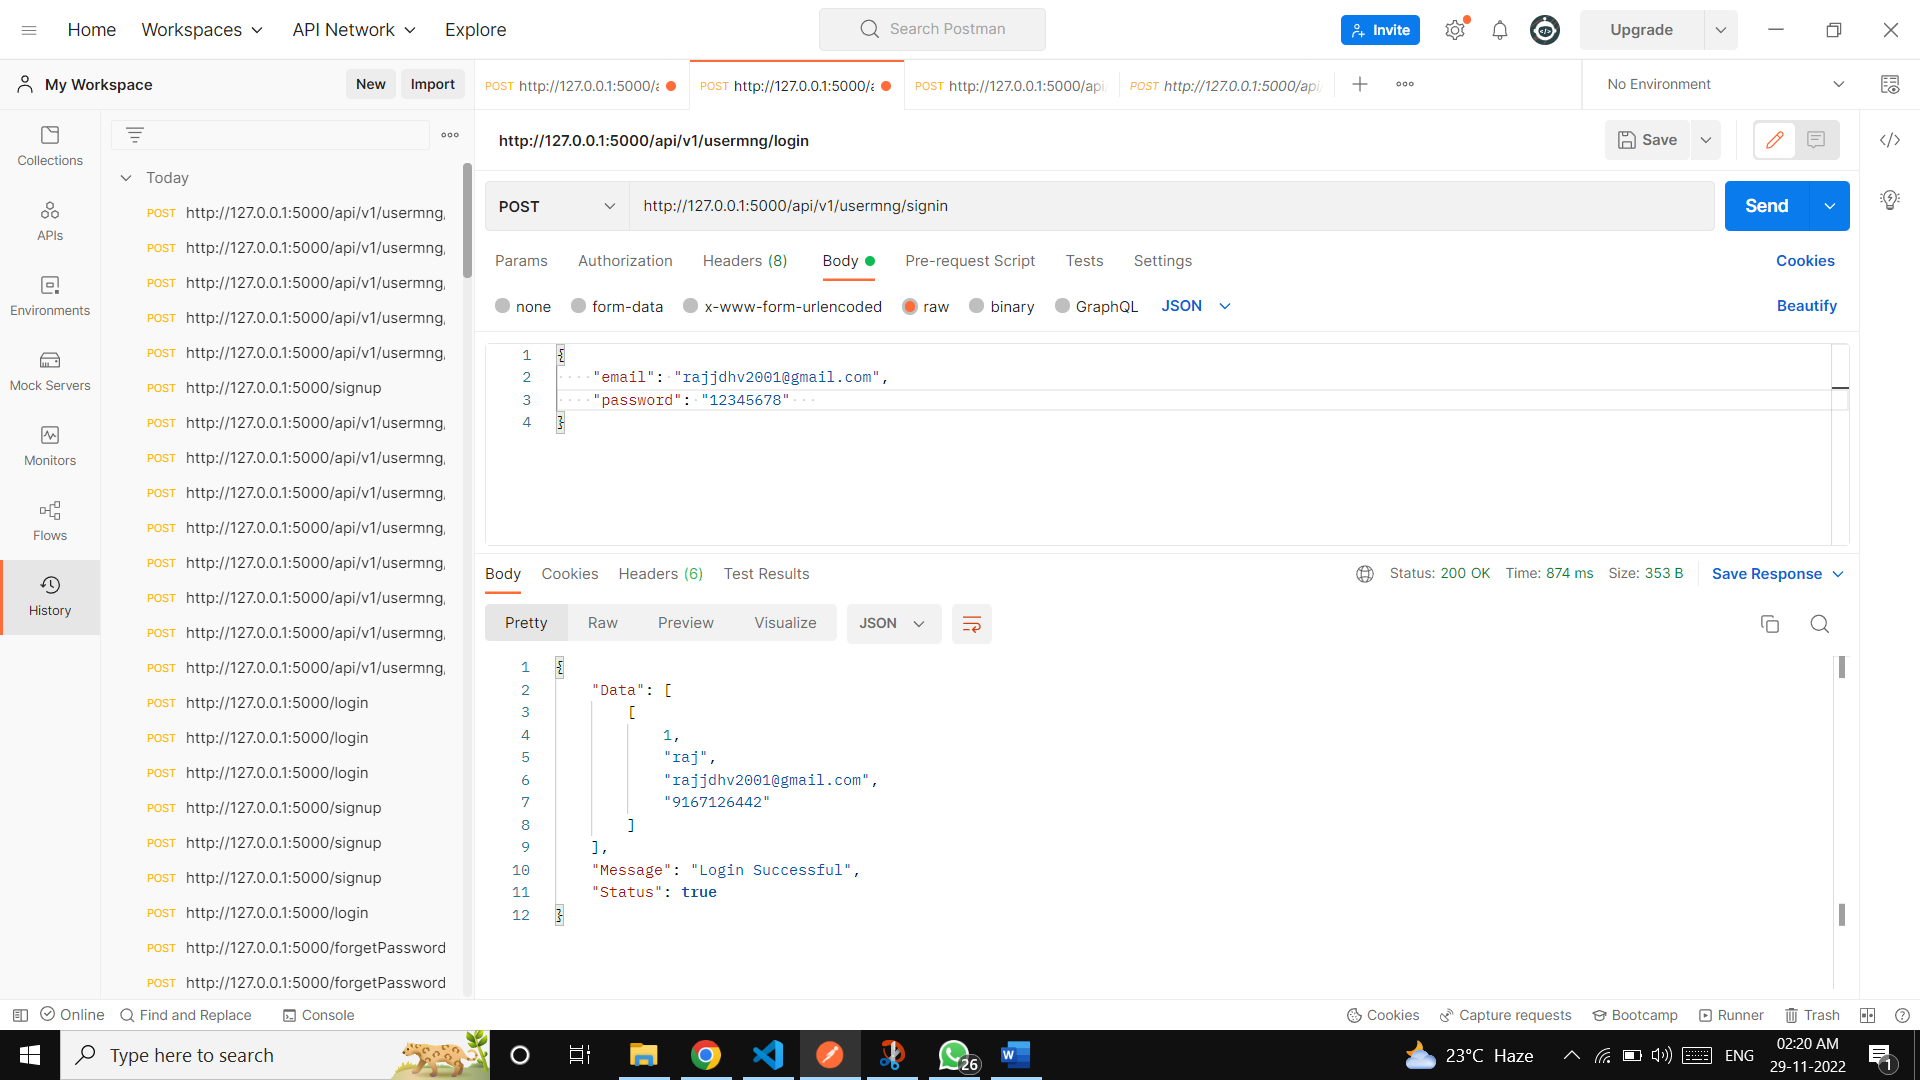 Home Workspaces API Network Explore Search Postman Invite Upgrade
My Workspace New Import
POST http://127.0.0.1:5000/a POST http://127.0.0.1:5000/a POST http://127.0.0.1:5000/api POST http://127.0.0.1:5000/api No Environment
Collections
APIs
Environments
Mock Servers
Monitors
Flows
History
Today
POST http://127.0.0.1:5000/api/v1/usermng,
POST http://127.0.0.1:5000/api/v1/usermng,
POST http://127.0.0.1:5000/api/v1/usermng,
POST http://127.0.0.1:5000/api/v1/usermng,
POST http://127.0.0.1:5000/api/v1/usermng,
POST http://127.0.0.1:5000/signup
POST http://127.0.0.1:5000/api/v1/usermng,
POST http://127.0.0.1:5000/api/v1/usermng,
POST http://127.0.0.1:5000/api/v1/usermng,
POST http://127.0.0.1:5000/api/v1/usermng,
POST http://127.0.0.1:5000/api/v1/usermng,
POST http://127.0.0.1:5000/api/v1/usermng,
POST http://127.0.0.1:5000/api/v1/usermng,
POST http://127.0.0.1:5000/api/v1/usermng,
POST http://127.0.0.1:5000/login
POST http://127.0.0.1:5000/login
POST http://127.0.0.1:5000/login
POST http://127.0.0.1:5000/signup
POST http://127.0.0.1:5000/signup
POST http://127.0.0.1:5000/signup
POST http://127.0.0.1:5000/login
POST http://127.0.0.1:5000/forgetPassword
POST http://127.0.0.1:5000/forgetPassword
http://127.0.0.1:5000/api/v1/usermng/login Save
POST http://127.0.0.1:5000/api/v1/usermng/signin Send
Params Authorization Headers (8) Body Pre-request Script Tests Settings Cookies
none form-data x-www-form-urlencoded raw binary GraphQL JSON Beautify
1 {
2 "email": "rajjdhv2001@gmail.com",
3 "password": "12345678"
4 }
Body Cookies Headers (6) Test Results Status: 200 OK Time: 874 ms Size: 353 B Save Response
Pretty Raw Preview Visualize JSON
1 {
2 "Data": [
3 [
4 1,
5 "raj",
6 "rajjdhv2001@gmail.com",
7 "9167126442"
8 ]
9 ],
10 "Message": "Login Successful",
11 "Status": true
12 }
Online Find and Replace Console Cookies Capture requests Bootcamp Runner Trash
Type here to search 26 23°C Haze ENG 02:20 AM
29-11-2022 1